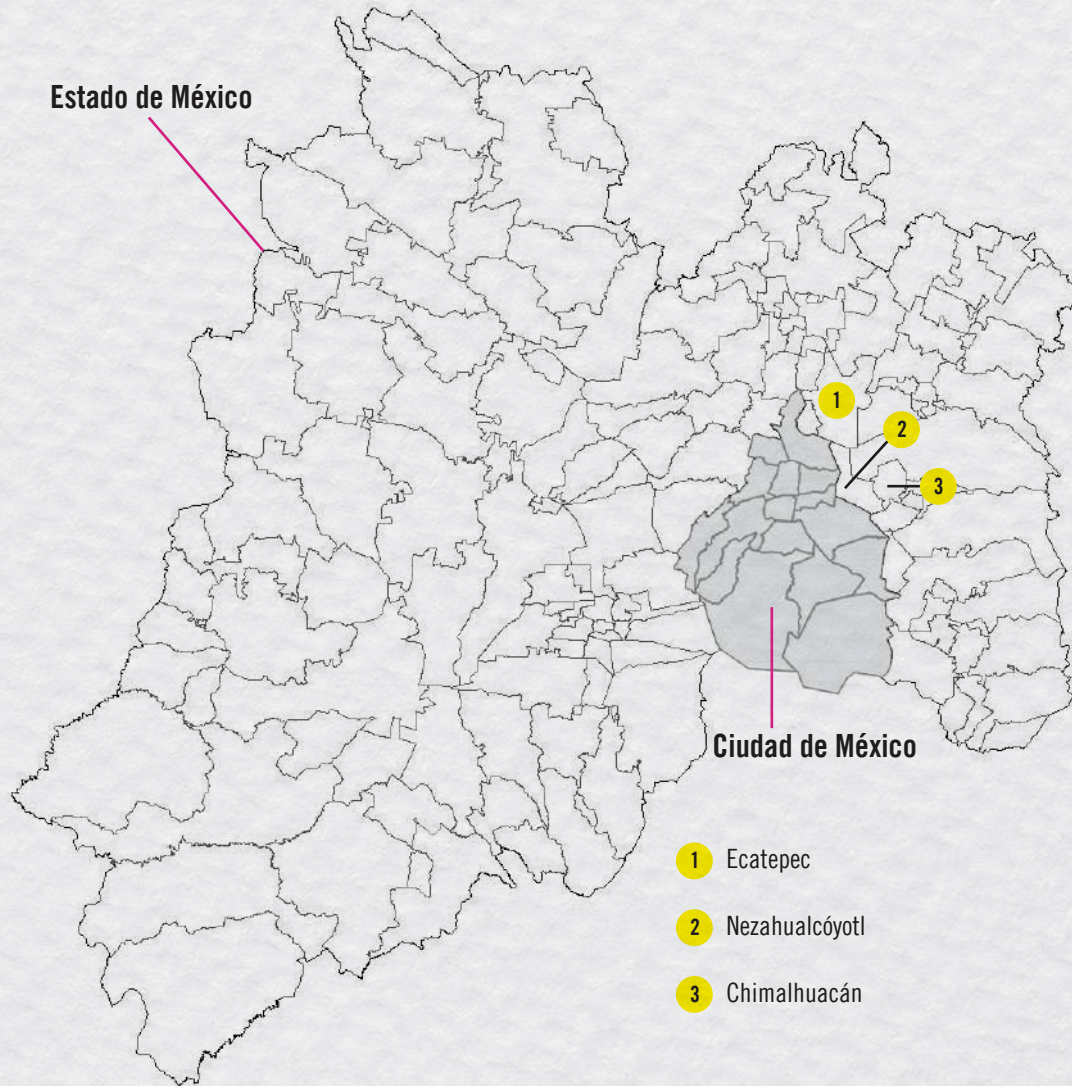 Estado de México
1
2
3
Ciudad de México
1 Ecatepec
2 Nezahualcóyotl
3 Chimalhuacán